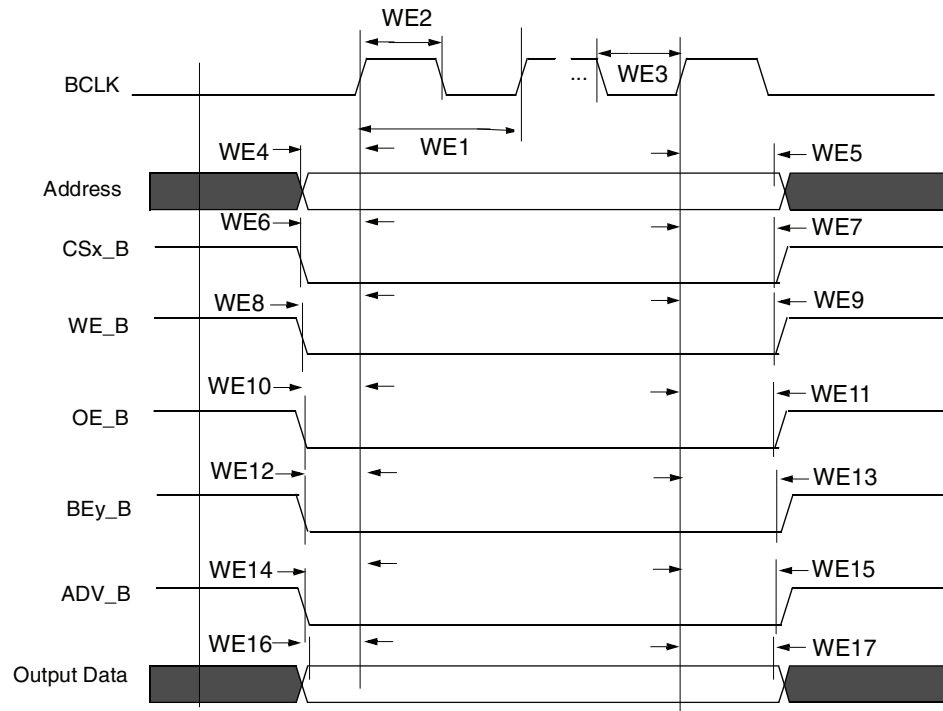 WE2
BCLK
...
WE3
WE1
WE4
WE5
Address
WE6
WE7
CSx_B
WE8
WE9
WE_B
WE10
WE11
OE_B
WE12
WE13
BEy_B
WE14
WE15
ADV_B
WE16
WE17
Output Data